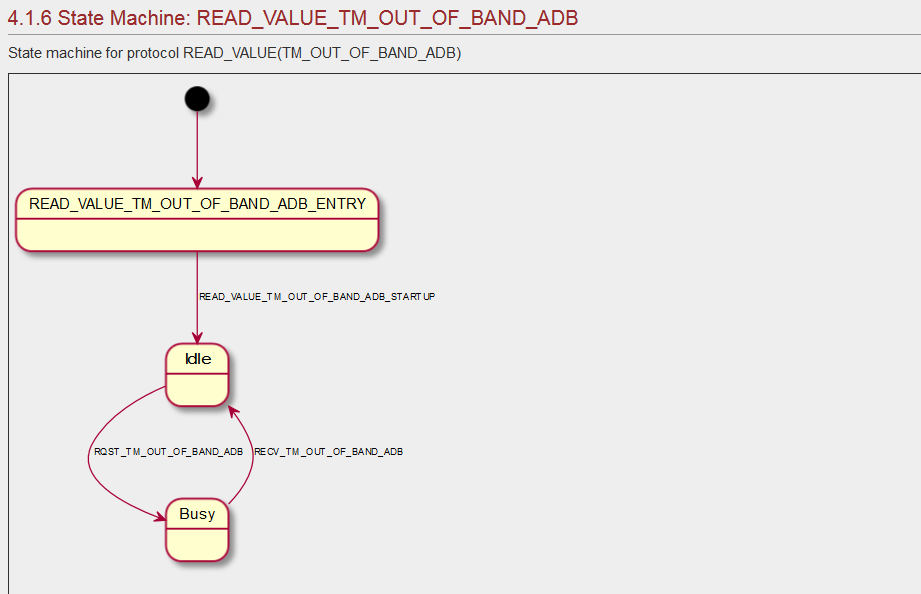 4.1.6 State Machine: READ_VALUE_TM_OUT_OF_BAND_ADB
State machine for protocol READ_VALUE(TM_OUT_OF_BAND_ADB)
READ_VALUE_TM_OUT_OF_BAND_ADB_ENTRY
READ_VALUE_TM_OUT_OF_BAND_ADB_STARTUP
Idle
RQST_TM_OUT_OF_BAND_ADB
RECV_TM_OUT_OF_BAND_ADB
Busy